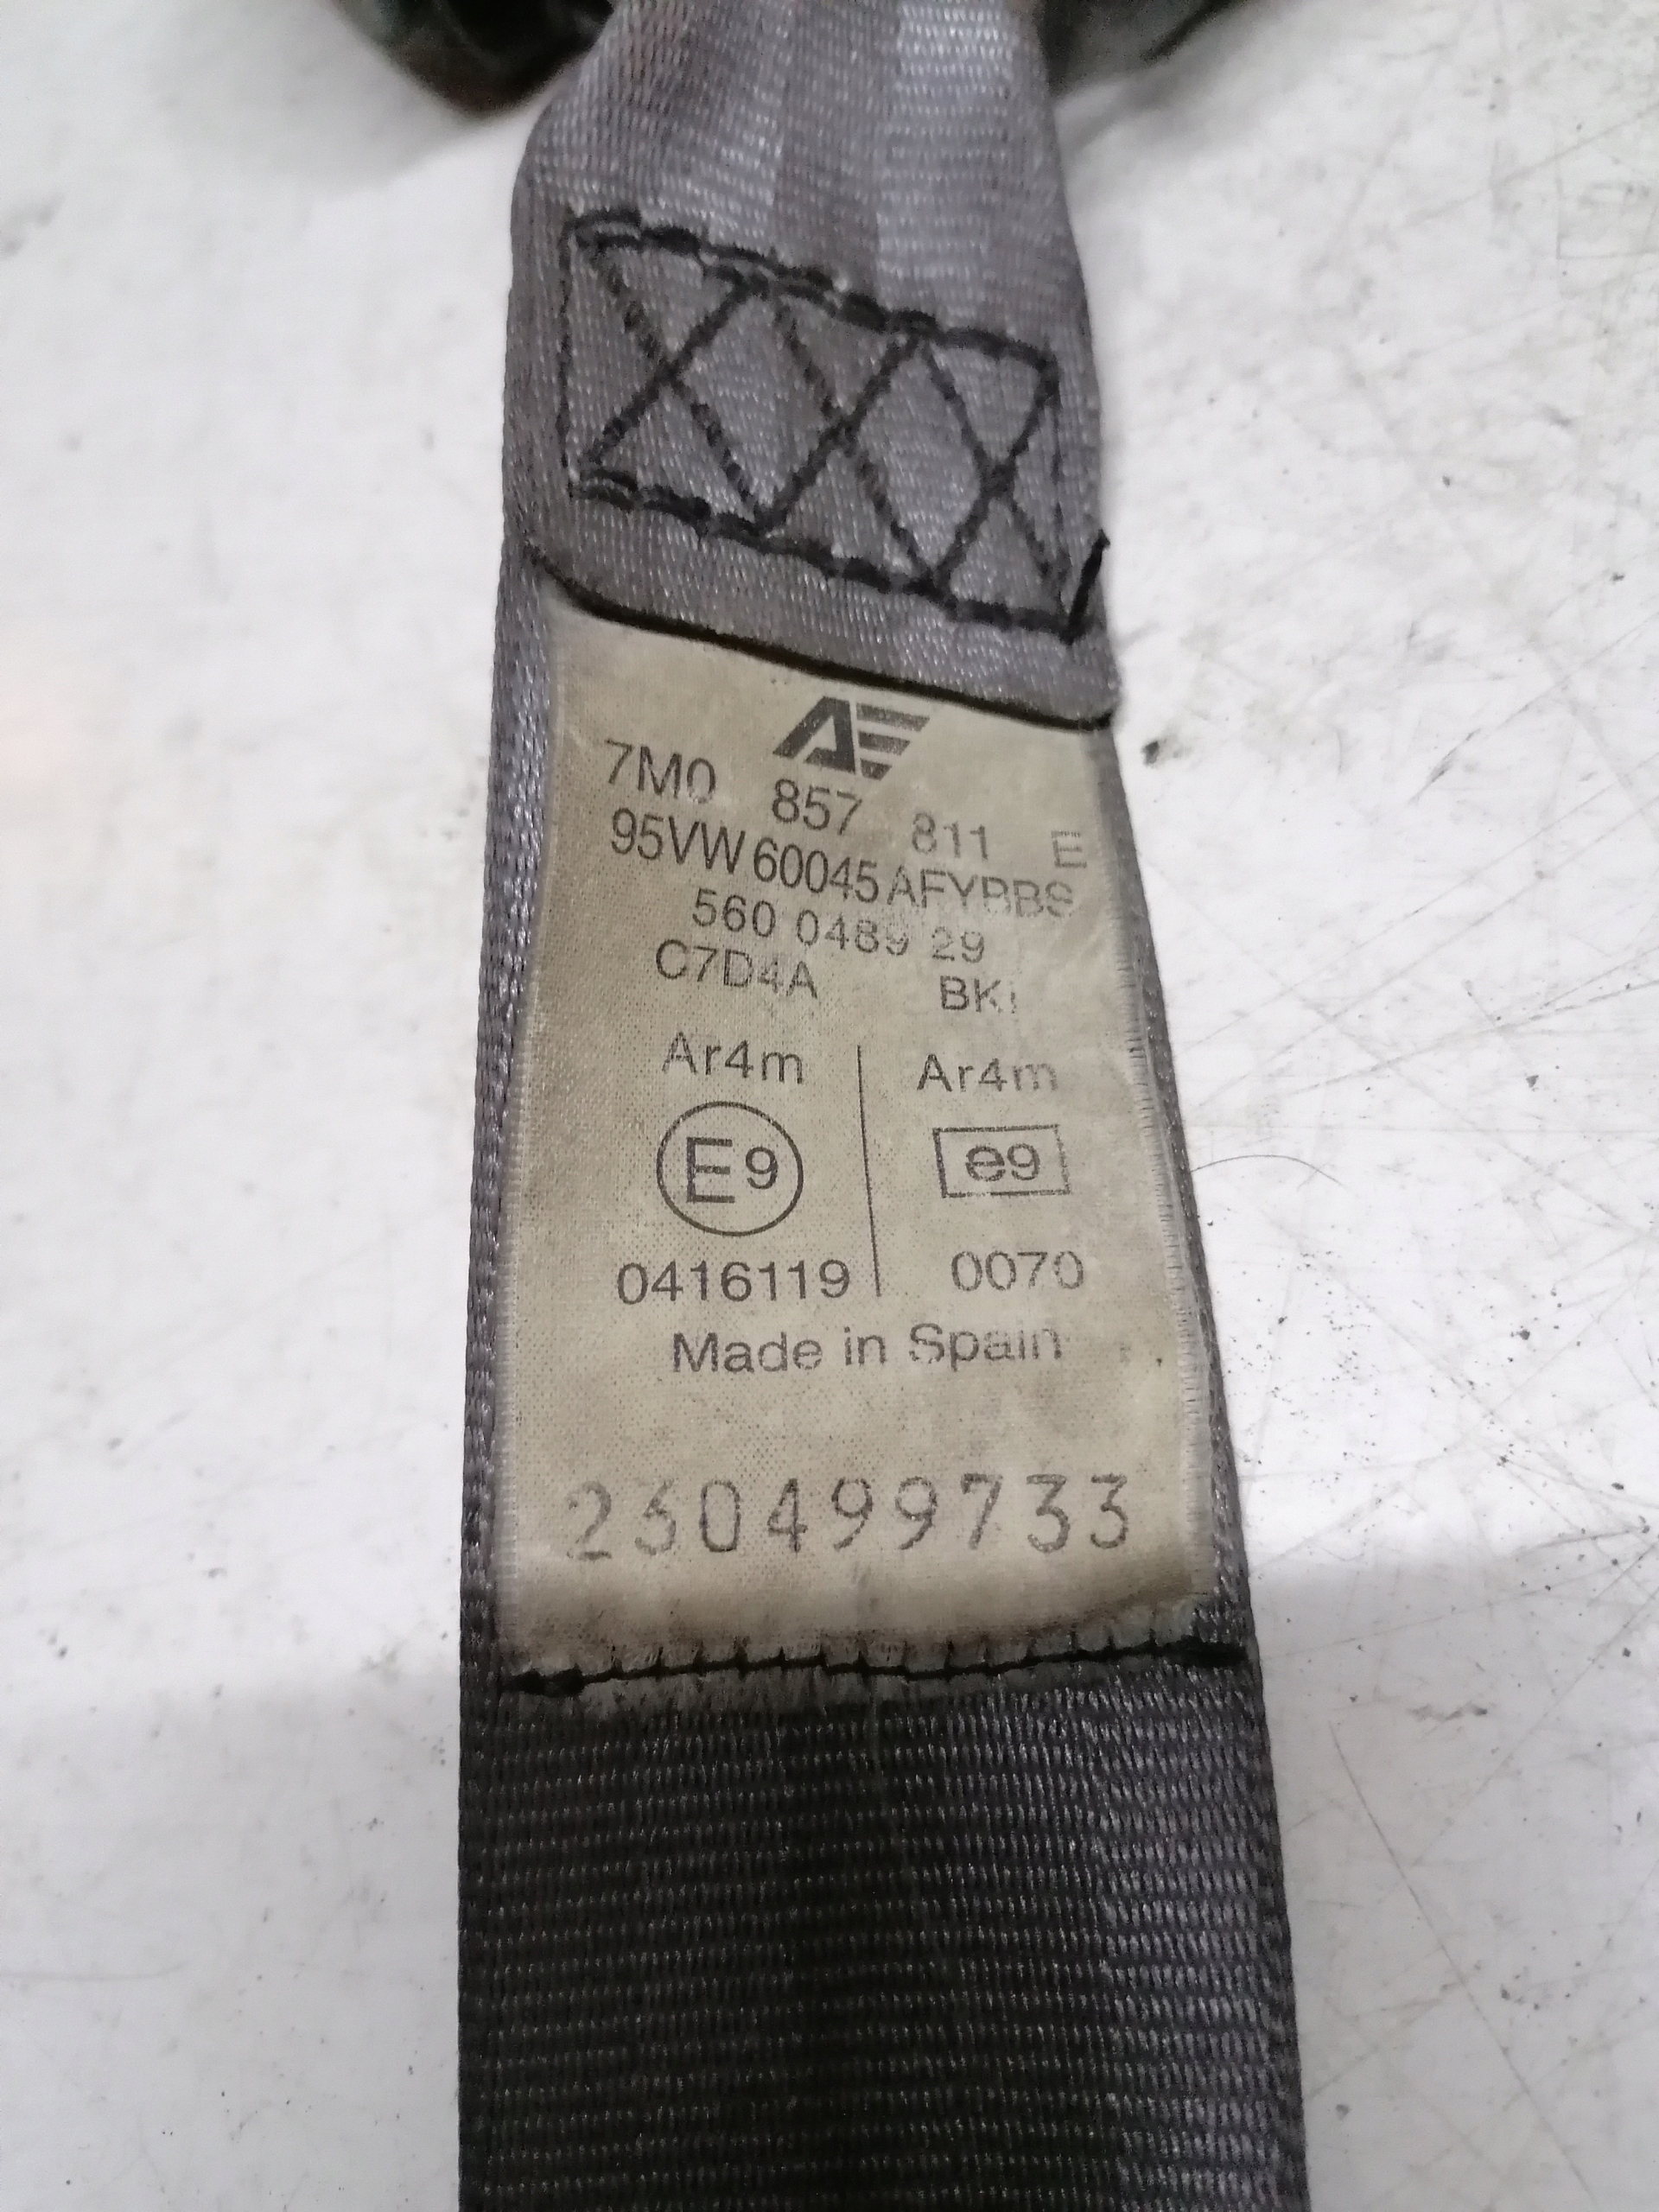 AE
7M0 857 811 E
95VW 60045 AFYBBS
560 0489 29
C7D4A
Ar4m Ar4m
E9 e9
0416119 0070
Made in Spain
230499733